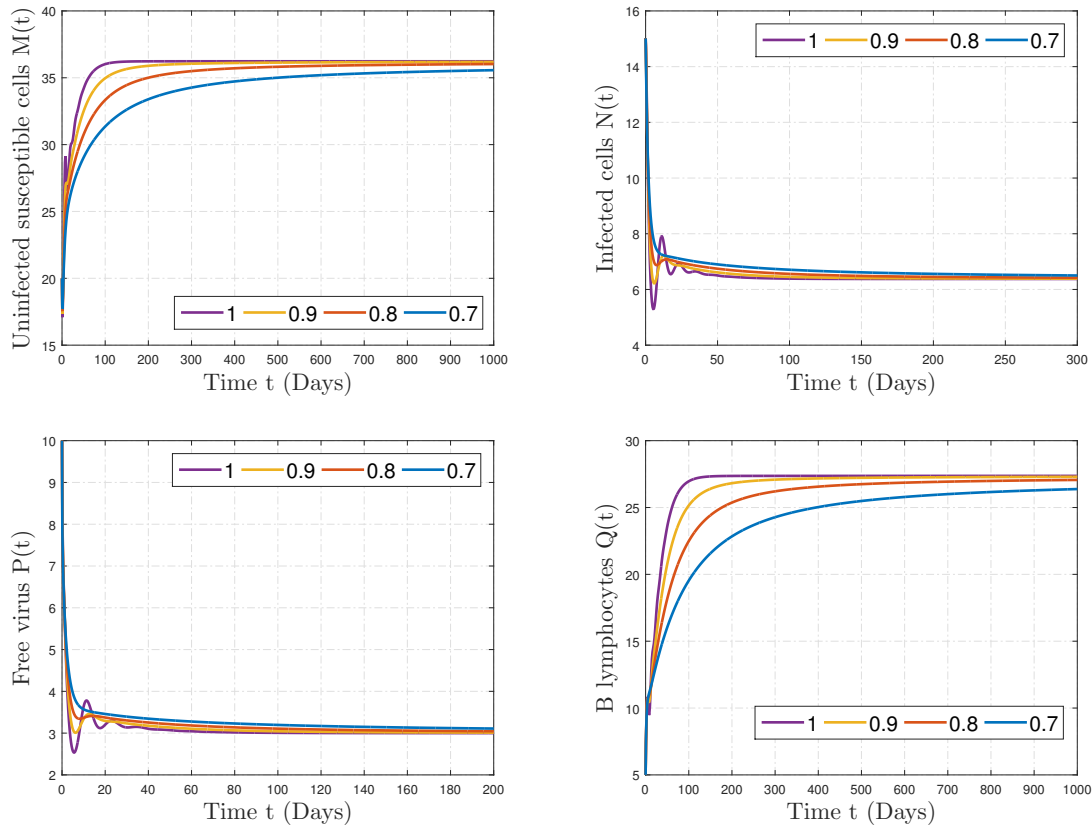 Uninfected susceptible cells M(t)
40
35
30
25
20
15
1 0.9 0.8 0.7
0 100 200 300 400 500 600 700 800 900 1000
Time t (Days)
Infected cells N(t)
16
14
12
10
8
6
4
1 0.9 0.8 0.7
0 50 100 150 200 250 300
Time t (Days)
Free virus P(t)
10
9
8
7
6
5
4
3
2
1 0.9 0.8 0.7
0 20 40 60 80 100 120 140 160 180 200
Time t (Days)
B lymphocytes Q(t)
30
25
20
15
10
5
1 0.9 0.8 0.7
0 100 200 300 400 500 600 700 800 900 1000
Time t (Days)